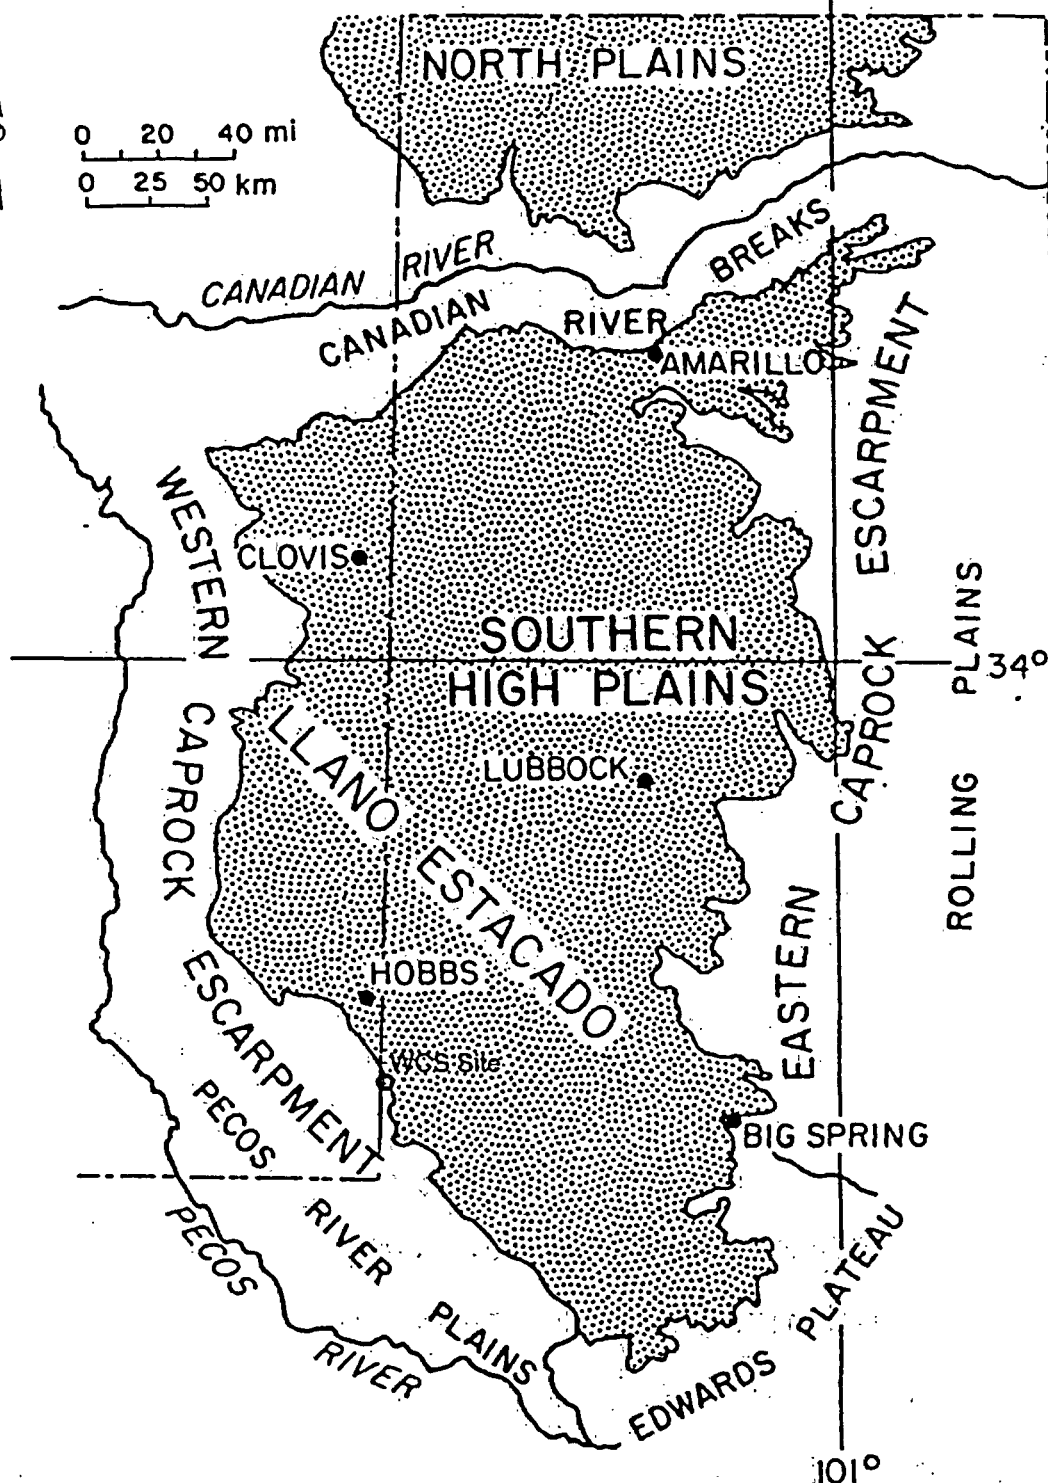 NORTH PLAINS
0 20 40 mi
0 25 50 km
CANADIAN RIVER
BREAKS
CANADIAN RIVER
AMARILLO
EASTERN CAPROCK ESCARPMENT
WESTERN CAPROCK ESCARPMENT
CLOVIS
SOUTHERN
HIGH PLAINS
34°
ROLLING PLAINS
LLANO ESTACADO
LUBBOCK
HOBBS
WCS Site
PECOS RIVER PLAINS
BIG SPRING
PECOS RIVER
EDWARDS PLATEAU
101°